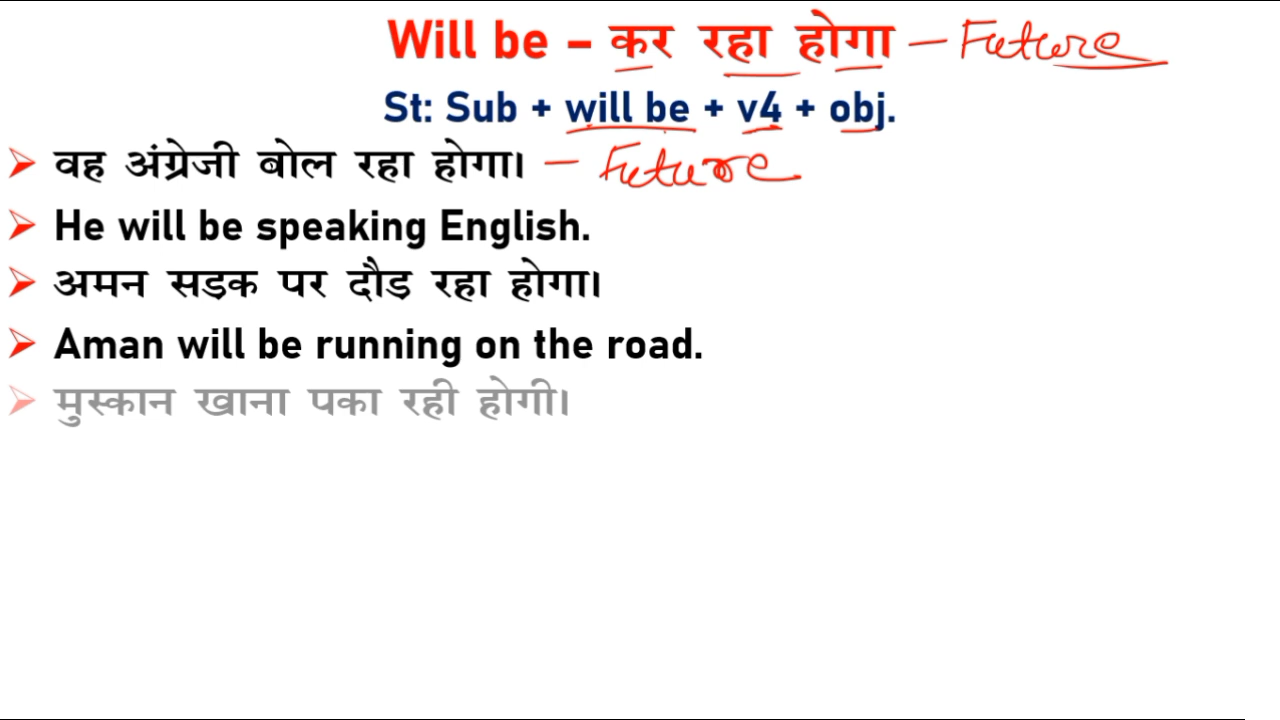 Will be – कर रहा होगा – Future
St: Sub + will be + v4 + obj.
➤ वह अंग्रेजी बोल रहा होगा। – Future
➤ He will be speaking English.
➤ अमन सड़क पर दौड़ रहा होगा।
➤ Aman will be running on the road.
➤ मुस्कान खाना पका रही होगी।